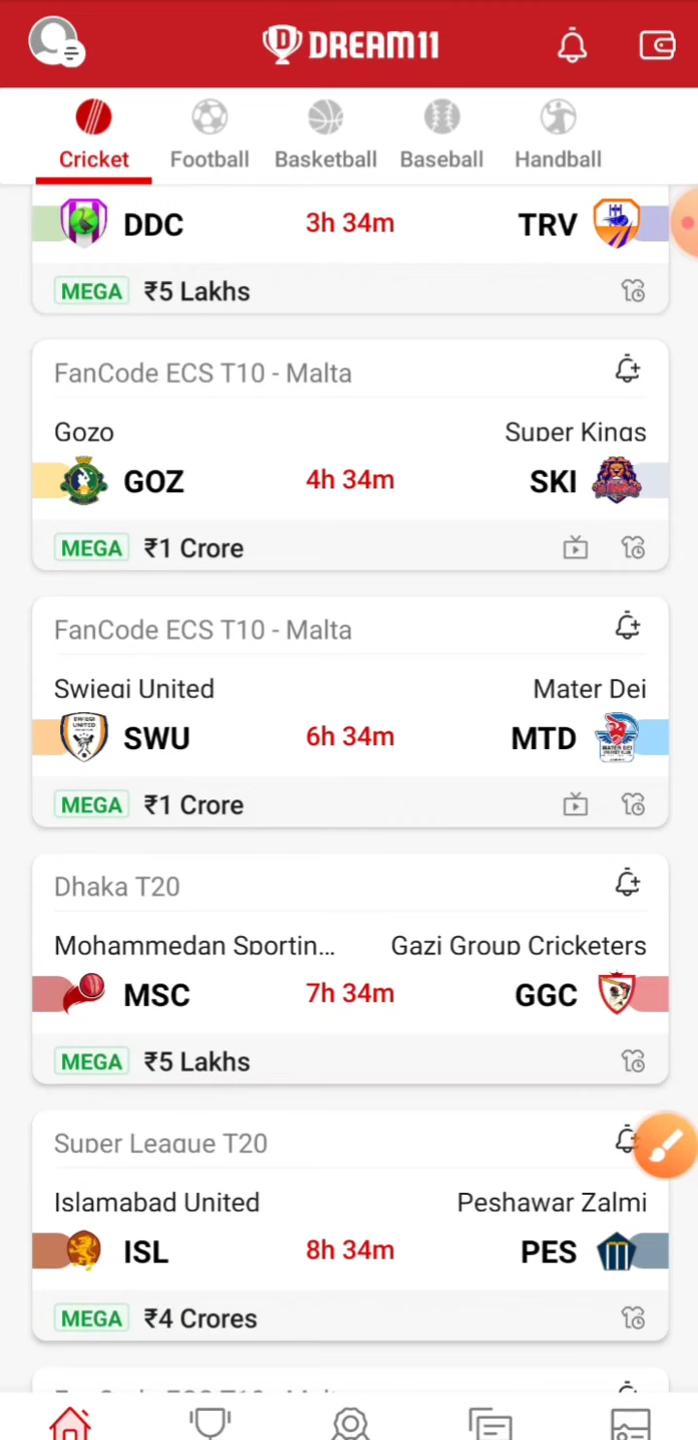 DREAM11
Cricket Football Basketball Baseball Handball
DDC 3h 34m TRV
MEGA ₹5 Lakhs
FanCode ECS T10 - Malta
Gozo Super Kings
GOZ 4h 34m SKI
MEGA ₹1 Crore
FanCode ECS T10 - Malta
Swieqi United Mater Dei
SWU 6h 34m MTD
MEGA ₹1 Crore
Dhaka T20
Mohammedan Sportin... Gazi Group Cricketers
MSC 7h 34m GGC
MEGA ₹5 Lakhs
Super League T20
Islamabad United Peshawar Zalmi
ISL 8h 34m PES
MEGA ₹4 Crores